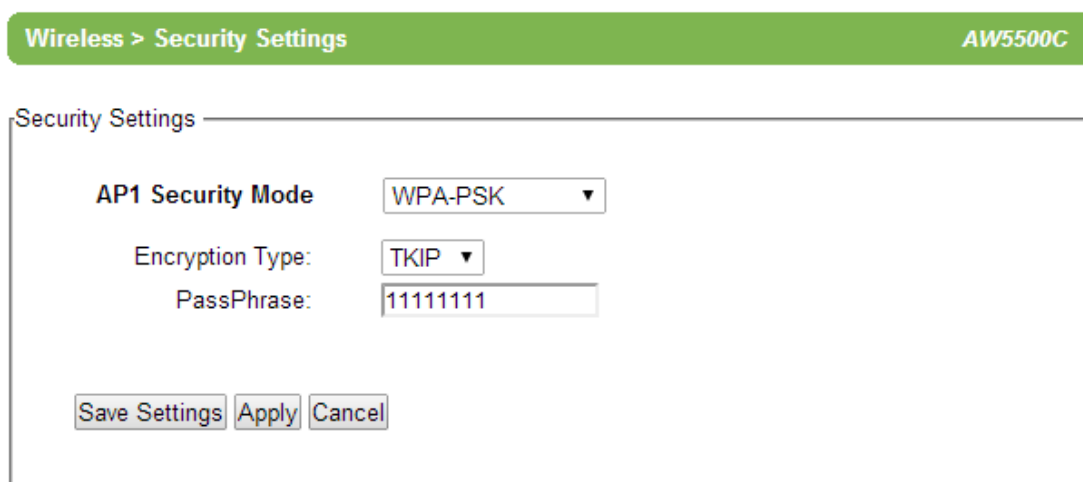 Wireless > Security Settings AW5500C
Security Settings
AP1 Security Mode WPA-PSK
Encryption Type: TKIP
PassPhrase: 11111111
Save Settings Apply Cancel